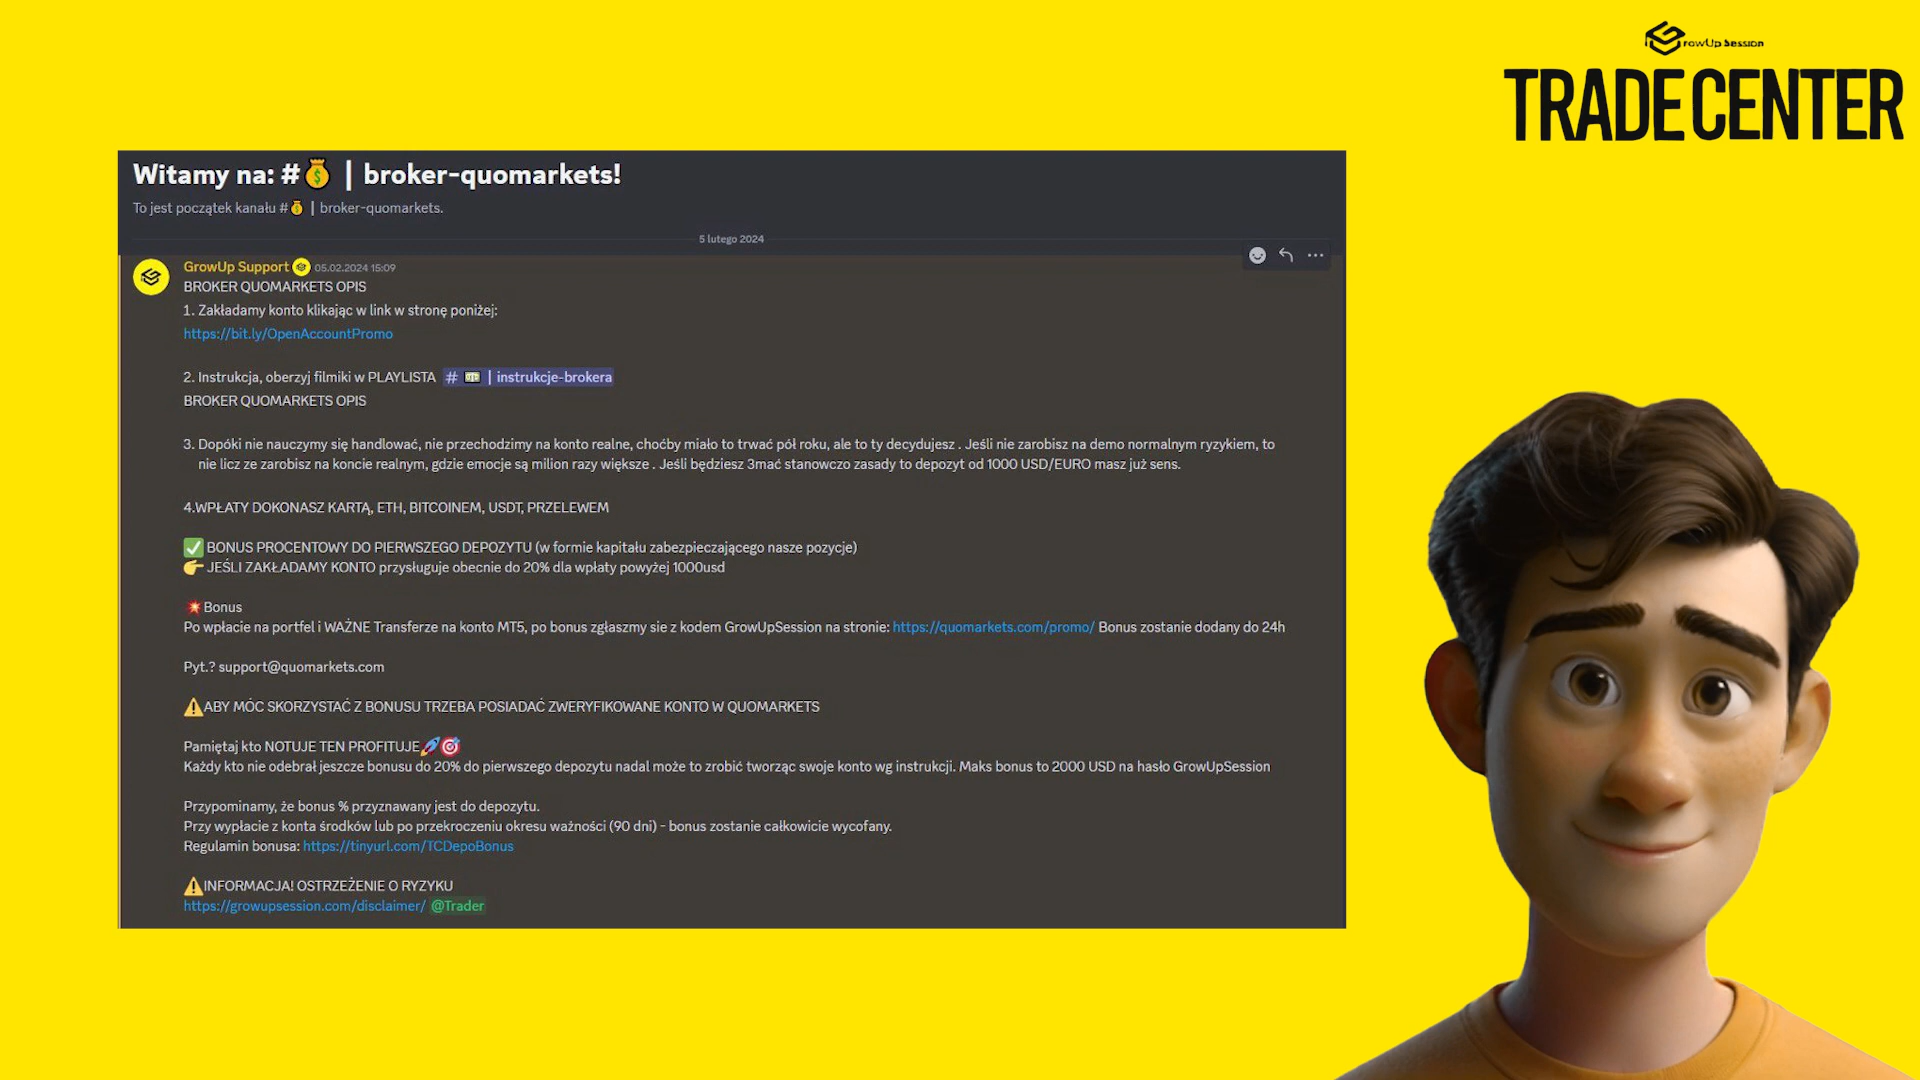 rowUp Session
TRADECENTER
Witamy na: #💰 | broker-quomarkets!
To jest początek kanału #💰 | broker-quomarkets.
5 lutego 2024
GrowUp Support 05.02.2024 15:09
BROKER QUOMARKETS OPIS
1. Zakładamy konto klikając w link w stronę poniżej:
https://bit.ly/OpenAccountPromo
2. Instrukcja, oberzyj filmiki w PLAYLISTA # 💵 | instrukcje-brokera
BROKER QUOMARKETS OPIS
3. Dopóki nie nauczymy się handlować, nie przechodzimy na konto realne, choćby miało to trwać pół roku, ale to ty decydujesz . Jeśli nie zarobisz na demo normalnym ryzykiem, to
nie licz ze zarobisz na koncie realnym, gdzie emocje są milion razy większe . Jeśli będziesz 3mać stanowczo zasady to depozyt od 1000 USD/EURO masz już sens.
4.WPŁATY DOKONASZ KARTĄ, ETH, BITCOINEM, USDT, PRZELEWEM
✅ BONUS PROCENTOWY DO PIERWSZEGO DEPOZYTU (w formie kapitału zabezpieczającego nasze pozycje)
👉 JEŚLI ZAKŁADAMY KONTO przysługuje obecnie do 20% dla wpłaty powyżej 1000usd
💥 Bonus
Po wpłacie na portfel i WAŻNE Transferze na konto MT5, po bonus zgłaszmy sie z kodem GrowUpSession na stronie: https://quomarkets.com/promo/ Bonus zostanie dodany do 24h
Pyt.? support@quomarkets.com
⚠️ABY MÓC SKORZYSTAĆ Z BONUSU TRZEBA POSIADAĆ ZWERYFIKOWANE KONTO W QUOMARKETS
Pamiętaj kto NOTUJE TEN PROFITUJE🚀🎯
Każdy kto nie odebrał jeszcze bonusu do 20% do pierwszego depozytu nadal może to zrobić tworząc swoje konto wg instrukcji. Maks bonus to 2000 USD na hasło GrowUpSession
Przypominamy, że bonus % przyznawany jest do depozytu.
Przy wypłacie z konta środków lub po przekroczeniu okresu ważności (90 dni) - bonus zostanie całkowicie wycofany.
Regulamin bonusa: https://tinyurl.com/TCDepoBonus
⚠️INFORMACJA! OSTRZEŻENIE O RYZYKU
https://growupsession.com/disclaimer/ @Trader